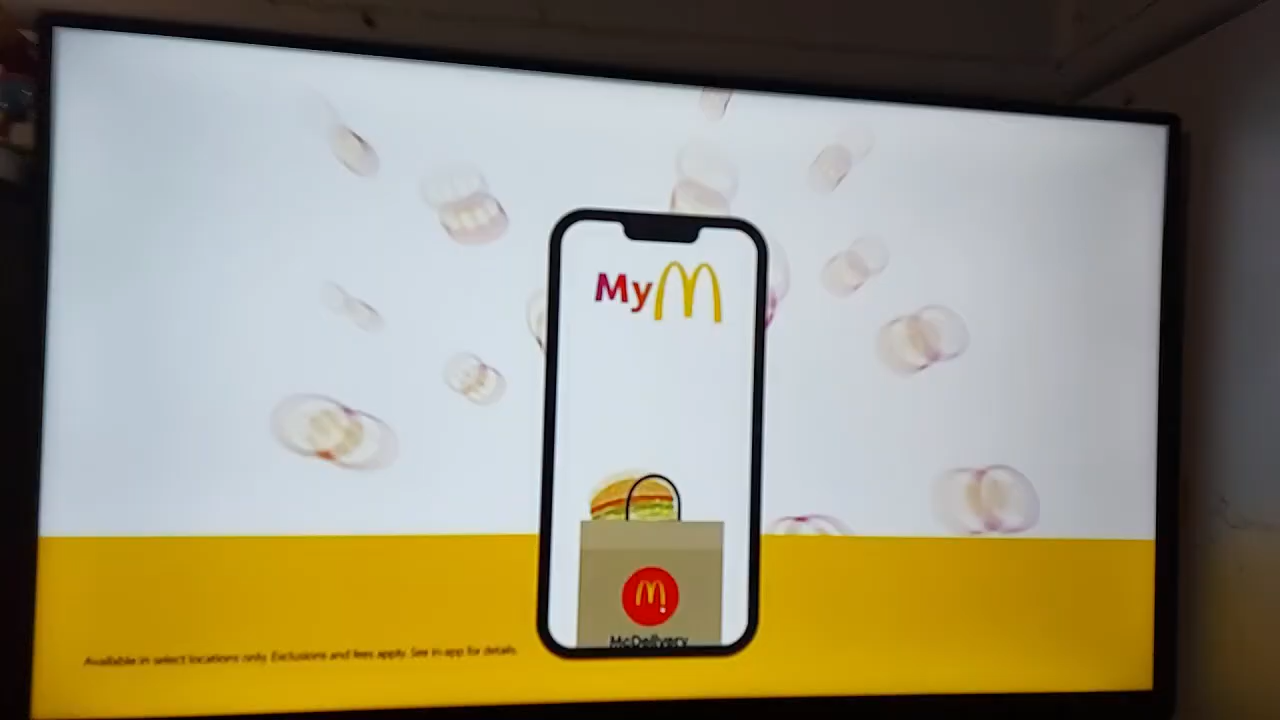 My
McDelivery
Available in select locations only. Exclusions and fees apply. See in-app for details.